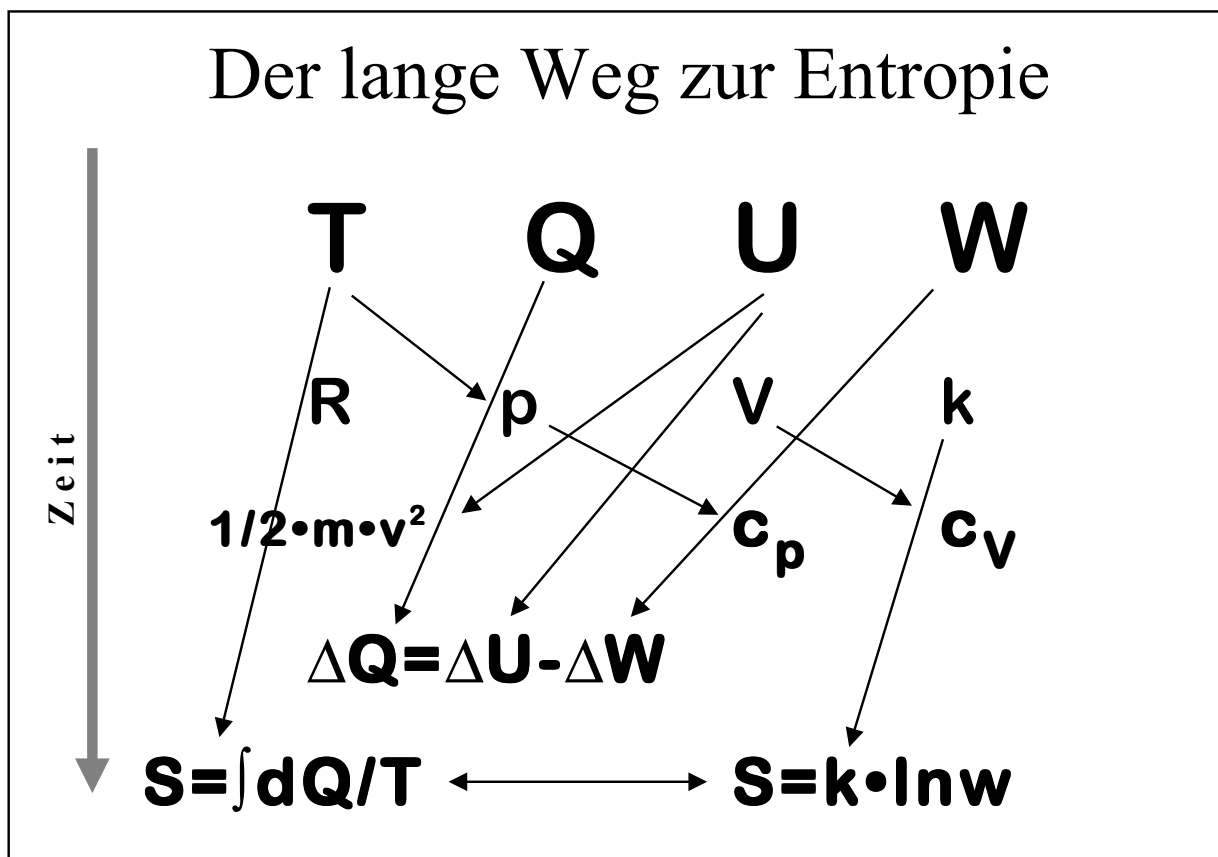 Der lange Weg zur Entropie
T Q U W
R p V k
Zeit
1/2•m•v² c_p c_V
ΔQ=ΔU-ΔW
S=∫dQ/T S=k•lnw